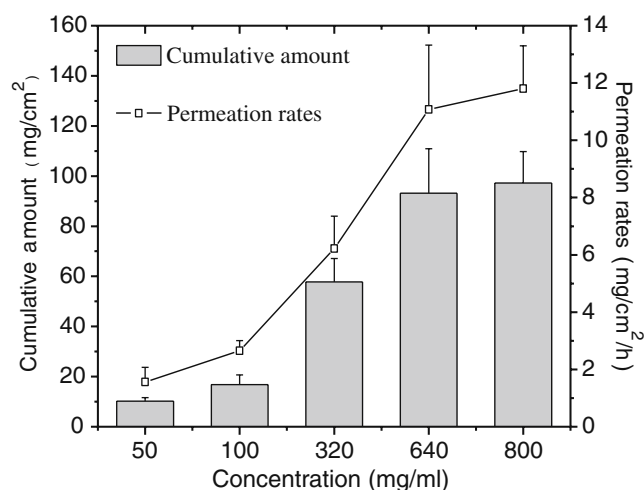 Cumulative amount
Permeation rates
Cumulative amount (mg/cm²)
160
140
120
100
80
60
40
20
0
Permeation rates (mg/cm²/h)
14
12
10
8
6
4
2
0
50 100 320 640 800
Concentration (mg/ml)